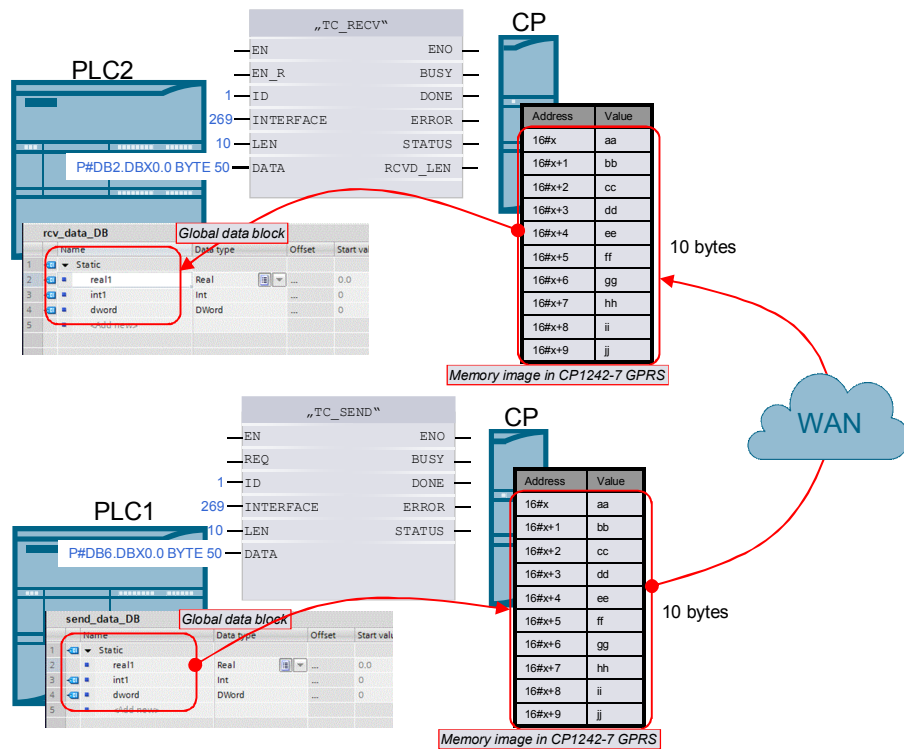 „TC_RECV“
CP
EN ENO
PLC2
EN_R BUSY
1 ID DONE
269 INTERFACE ERROR
10 LEN STATUS
P#DB2.DBX0.0 BYTE 50 DATA RCVD_LEN
Address Value
16#x aa
16#x+1 bb
16#x+2 cc
16#x+3 dd
16#x+4 ee
16#x+5 ff
16#x+6 gg
16#x+7 hh
16#x+8 ii
16#x+9 jj
10 bytes
Memory image in CP1242-7 GPRS
rcv_data_DB
Global data block
Name Data type Offset Start val
1 Static
2 real1 Real ... 0.0
3 int1 Int ... 0
4 dword DWord ... 0
5 <Add new>
WAN
„TC_SEND“
CP
EN ENO
REQ BUSY
1 ID DONE
PLC1
269 INTERFACE ERROR
10 LEN STATUS
P#DB6.DBX0.0 BYTE 50 DATA
Address Value
16#x aa
16#x+1 bb
16#x+2 cc
16#x+3 dd
16#x+4 ee
16#x+5 ff
16#x+6 gg
16#x+7 hh
16#x+8 ii
16#x+9 jj
10 bytes
Memory image in CP1242-7 GPRS
send_data_DB
Global data block
Name Data type Offset Start valu
1 Static
2 real1 Real ... 0.0
3 int1 Int ... 0
4 dword DWord ... 0
5 <Add new>